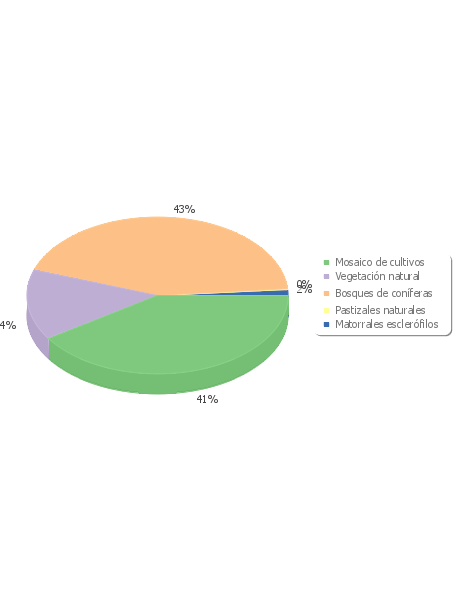 43%
0%
2%
4%
41%
Mosaico de cultivos
Vegetación natural
Bosques de coníferas
Pastizales naturales
Matorrales esclerófilos